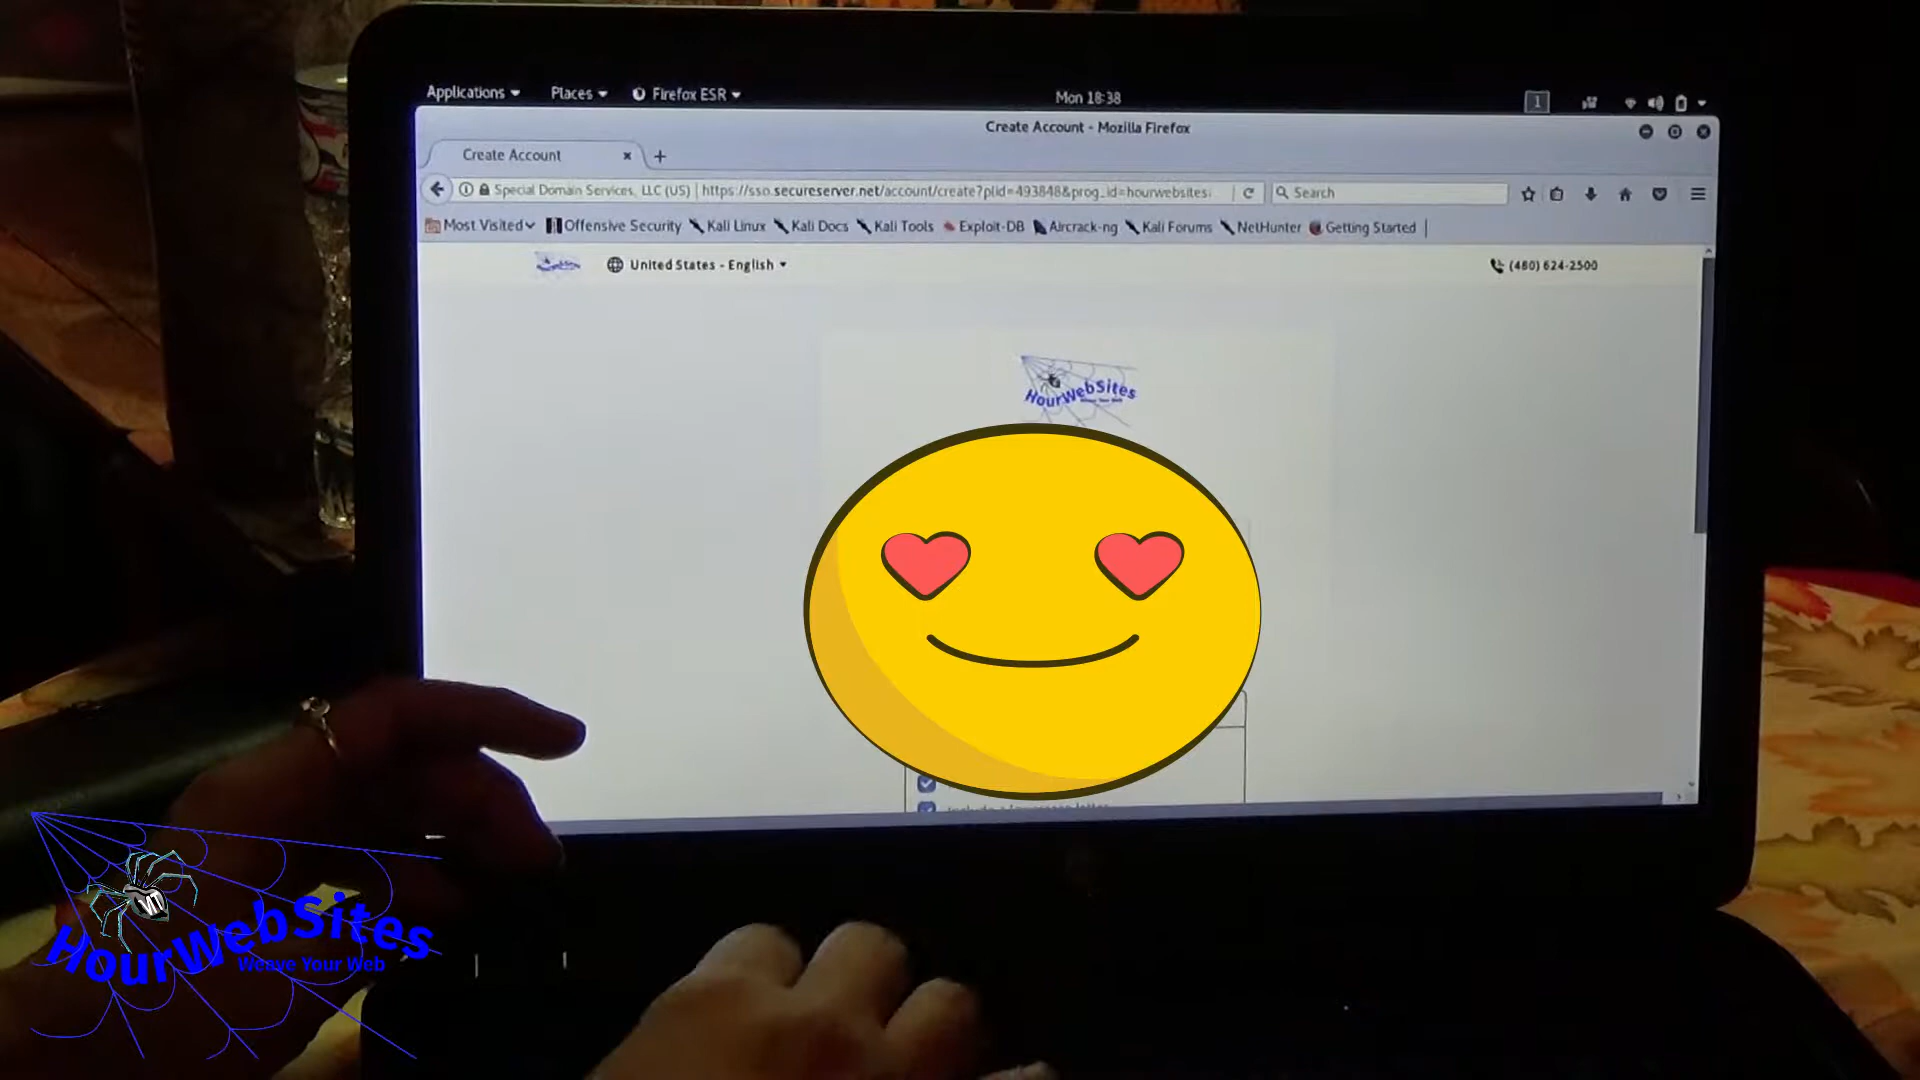 Applications Places Firefox ESR Mon 18:38 1
Create Account - Mozilla Firefox
Create Account
Special Domain Services, LLC (US) https://sso.secureserver.net/account/create?plid=493848&prog_id=hourwebsites Search
Most Visited Offensive Security Kali Linux Kali Docs Kali Tools Exploit-DB Aircrack-ng Kali Forums NetHunter Getting Started
United States - English (480) 624-2500
HourWebSites
HourWebSites
Weave Your Web